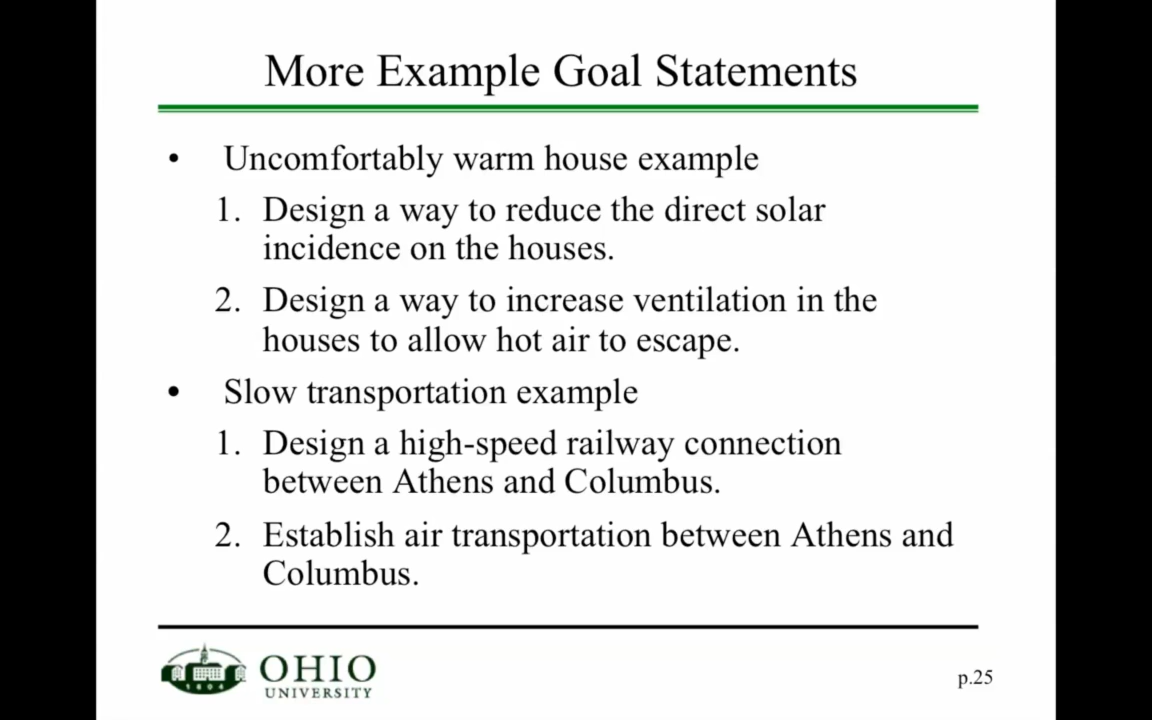 More Example Goal Statements
• Uncomfortably warm house example
1. Design a way to reduce the direct solar
incidence on the houses.
2. Design a way to increase ventilation in the
houses to allow hot air to escape.
• Slow transportation example
1. Design a high-speed railway connection
between Athens and Columbus.
2. Establish air transportation between Athens and
Columbus.
1804
OHIO
UNIVERSITY
p.25